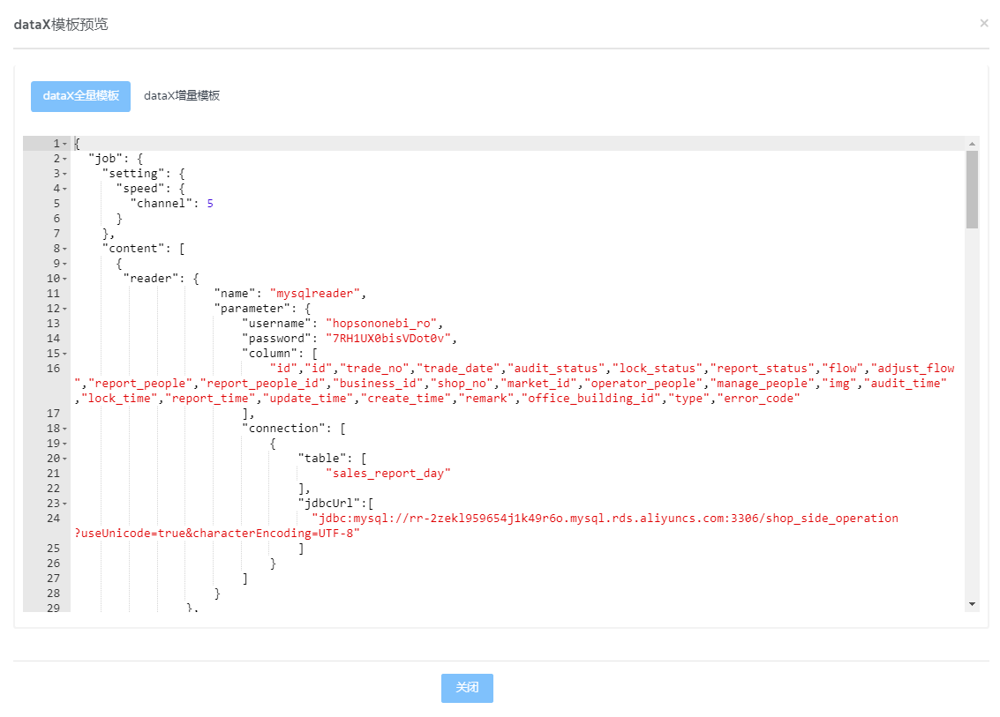 dataX模板预览
×
dataX全量模板 dataX增量模板
1 {
2 "job": {
3 "setting": {
4 "speed": {
5 "channel": 5
6 }
7 },
8 "content": [
9 {
10 "reader": {
11 "name": "mysqlreader",
12 "parameter": {
13 "username": "hopsononebi_ro",
14 "password": "7RH1UX0bisVDot0v",
15 "column": [
16 "id","id","trade_no","trade_date","audit_status","lock_status","report_status","flow","adjust_flow
","report_people","report_people_id","business_id","shop_no","market_id","operator_people","manage_people","img","audit_time"
,"lock_time","report_time","update_time","create_time","remark","office_building_id","type","error_code"
17 ],
18 "connection": [
19 {
20 "table": [
21 "sales_report_day"
22 ],
23 "jdbcUrl":[
24 "jdbc:mysql://rr-2zekl959654j1k49r6o.mysql.rds.aliyuncs.com:3306/shop_side_operation
?useUnicode=true&characterEncoding=UTF-8"
25 ]
26 }
27 ]
28 }
29 },
关闭